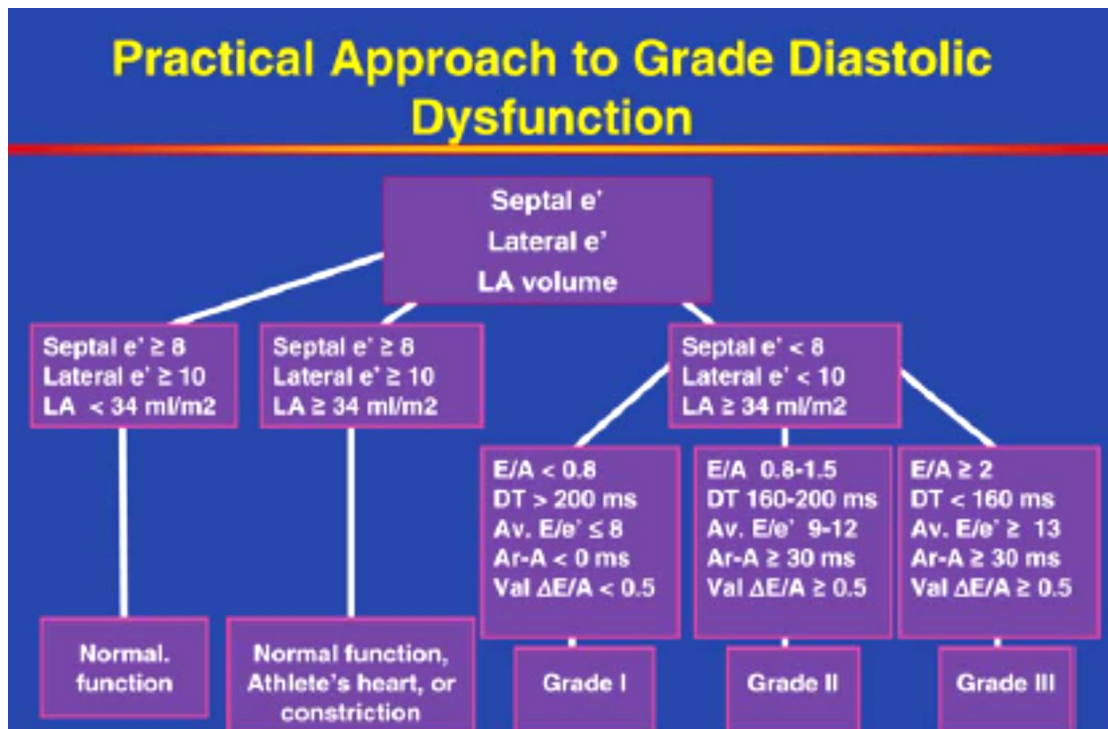 Practical Approach to Grade Diastolic
Dysfunction
Septal e'
Lateral e'
LA volume
Septal e' ≥ 8
Lateral e' ≥ 10
LA < 34 ml/m2
Septal e' ≥ 8
Lateral e' ≥ 10
LA ≥ 34 ml/m2
Septal e' < 8
Lateral e' < 10
LA ≥ 34 ml/m2
E/A < 0.8
DT > 200 ms
Av. E/e' ≤ 8
Ar-A < 0 ms
Val ΔE/A < 0.5
E/A 0.8-1.5
DT 160-200 ms
Av. E/e' 9-12
Ar-A ≥ 30 ms
Val ΔE/A ≥ 0.5
E/A ≥ 2
DT < 160 ms
Av. E/e' ≥ 13
Ar-A ≥ 30 ms
Val ΔE/A ≥ 0.5
Normal.
function
Normal function,
Athlete's heart, or
constriction
Grade I
Grade II
Grade III